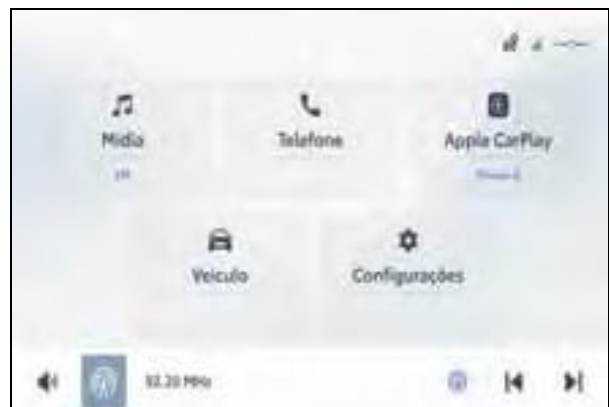 Mídia
Telefone
Apple CarPlay
Veículo
Configurações
92.20 MHz